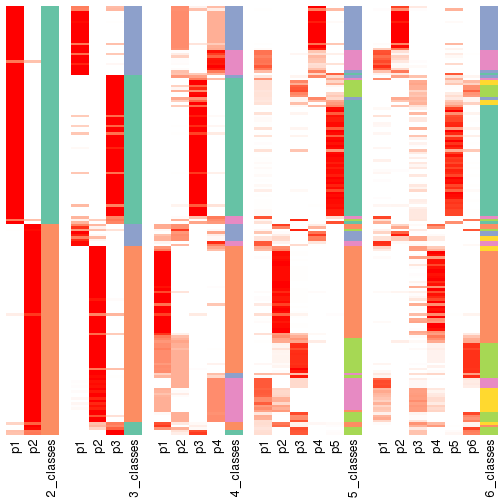 p1
p2
2_classes
p1
p2
p3
3_classes
p1
p2
p3
p4
4_classes
p1
p2
p3
p4
p5
5_classes
p1
p2
p3
p4
p5
p6
6_classes